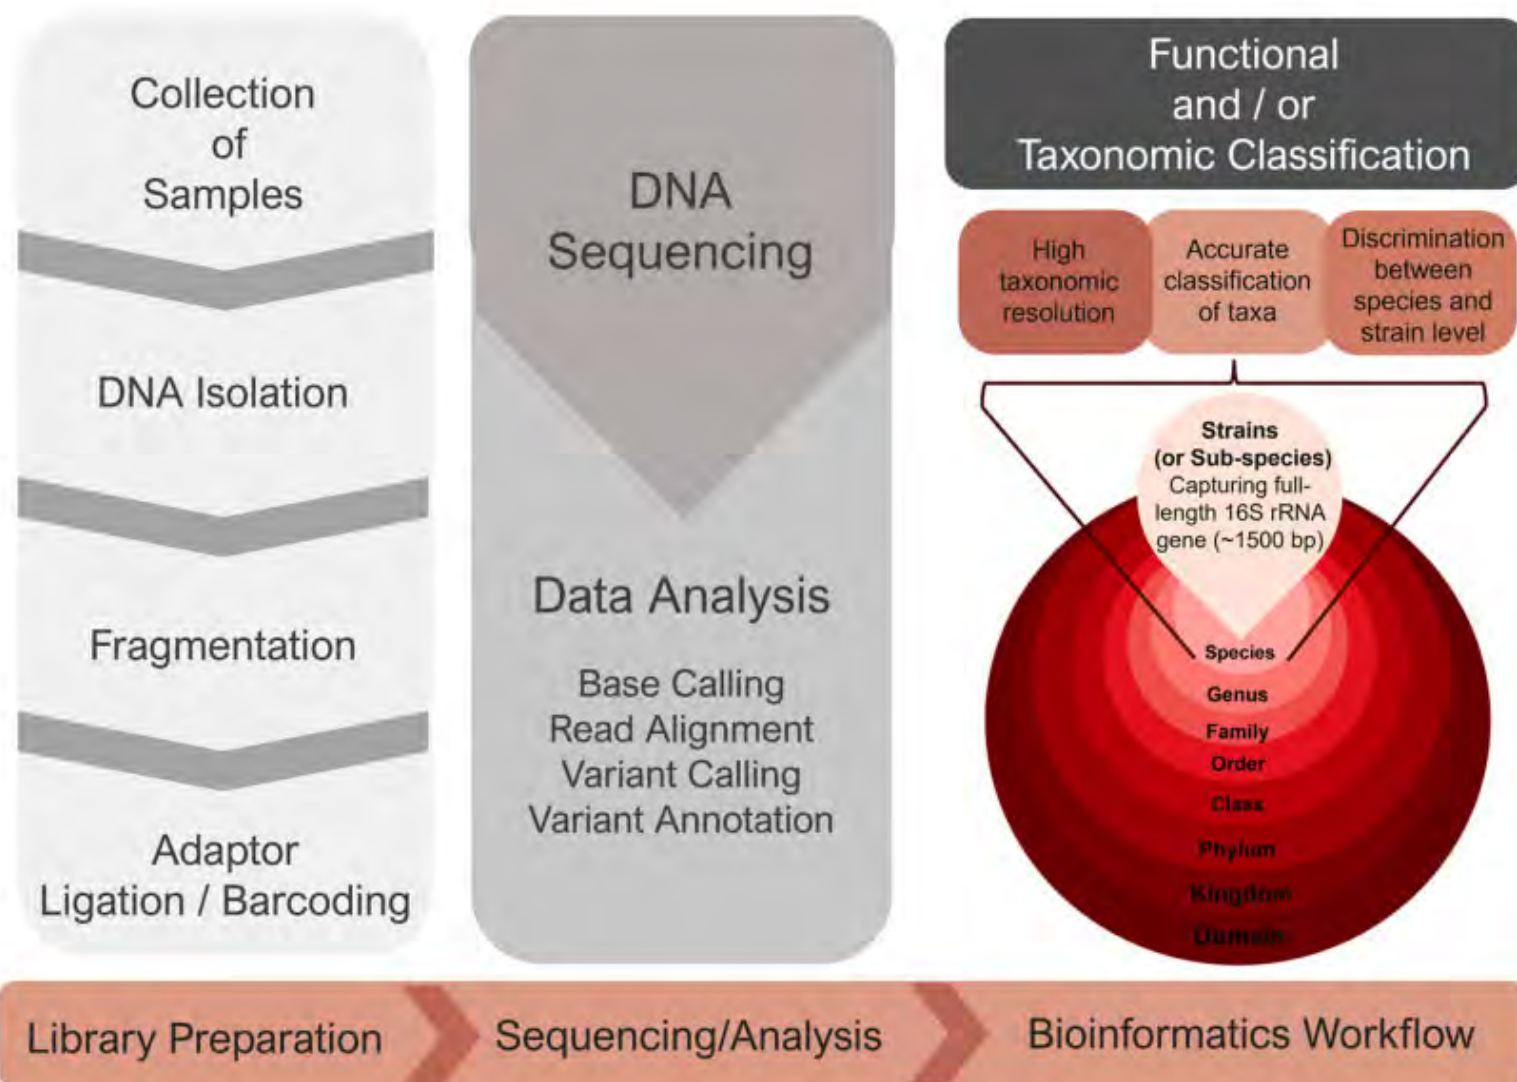 Collection
of
Samples
DNA Isolation
Fragmentation
Adaptor
Ligation / Barcoding
DNA
Sequencing
Data Analysis
Base Calling
Read Alignment
Variant Calling
Variant Annotation
Functional
and / or
Taxonomic Classification
High
taxonomic
resolution
Accurate
classification
of taxa
Discrimination
between
species and
strain level
Strains
(or Sub-species)
Capturing full-
length 16S rRNA
gene (~1500 bp)
Species
Genus
Family
Order
Class
Phylum
Kingdom
Domain
Library Preparation
Sequencing/Analysis
Bioinformatics Workflow